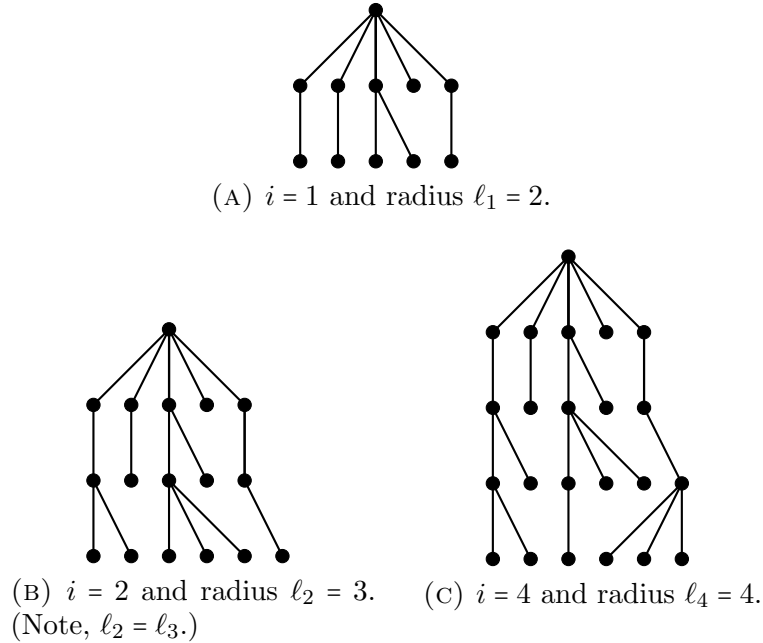 (A) i = 1 and radius ℓ₁ = 2.
(B) i = 2 and radius ℓ₂ = 3.
(Note, ℓ₂ = ℓ₃.)
(C) i = 4 and radius ℓ₄ = 4.